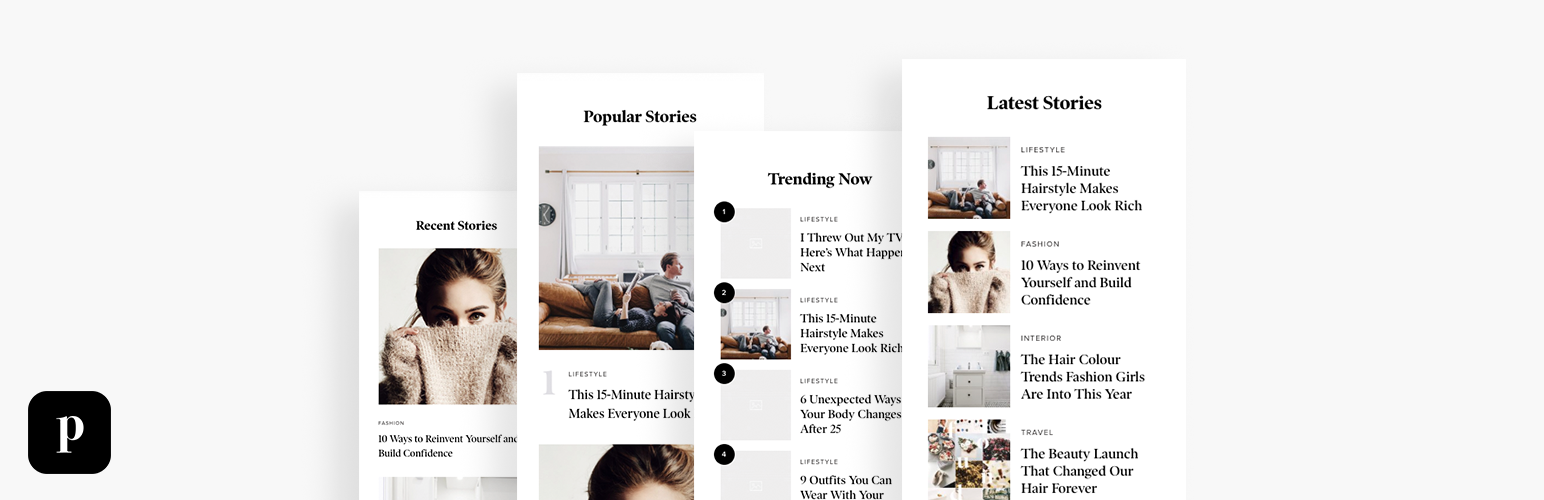 Recent Stories
FASHION
10 Ways to Reinvent Yourself and
Build Confidence
Popular Stories
1
LIFESTYLE
This 15-Minute
Makes Everyone Look
Trending Now
1
LIFESTYLE
I Threw Out My TV
Here's What
Next
2
LIFESTYLE
This 15-Minute
Hairstyle Makes
Everyone Look Rich
3
LIFESTYLE
6 Unexpected Ways
Your Body Changes
After 25
4
LIFESTYLE
9 Outfits You Can
Wear With Your
Latest Stories
LIFESTYLE
This 15-Minute
Hairstyle Makes
Everyone Look Rich
FASHION
10 Ways to Reinvent
Yourself and Build
Confidence
INTERIOR
The Hair Colour
Trends Fashion Girls
Are Into This Year
TRAVEL
The Beauty Launch
That Changed Our
Hair Forever
p